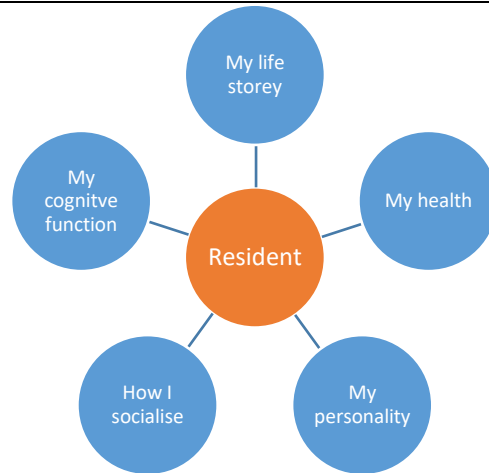 My life
storey
My
cognitve
function
My health
Resident
How I
socialise
My
personality